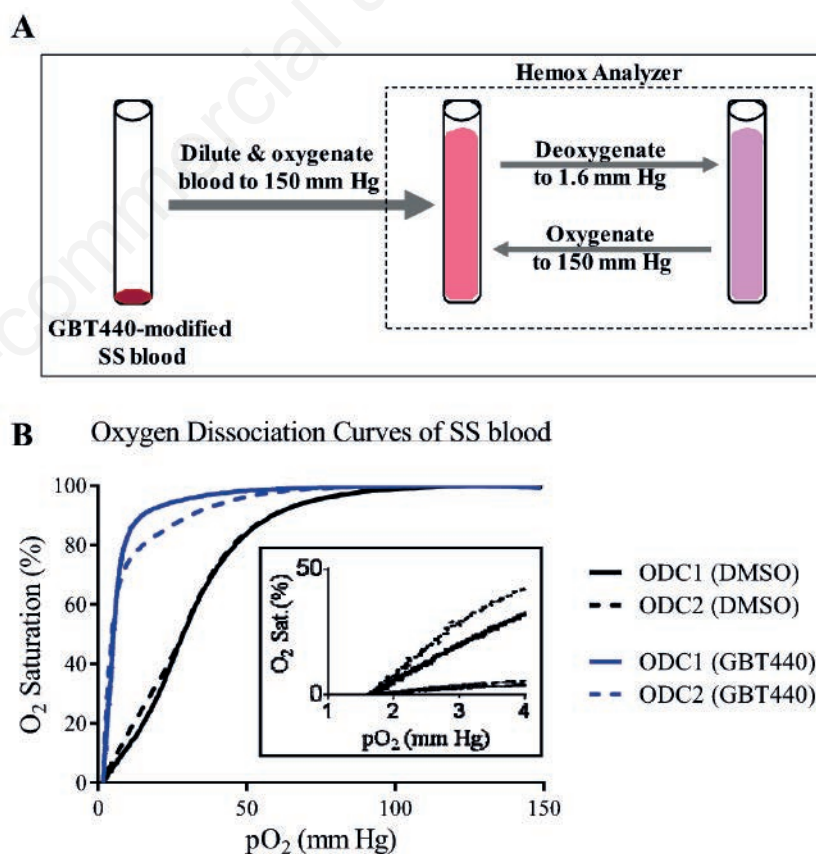 commercial
A
Hemox Analyzer
Dilute & oxygenate
blood to 150 mm Hg
Deoxygenate
to 1.6 mm Hg
Oxygenate
to 150 mm Hg
GBT440-modified
SS blood
B Oxygen Dissociation Curves of SS blood
O₂ Saturation (%)
100
80
60
40
20
0
0 50 100 150
pO₂ (mm Hg)
O₂ Sat.(%)
50
0
1 2 3 4
pO₂ (mm Hg)
ODC1 (DMSO)
ODC2 (DMSO)
ODC1 (GBT440)
ODC2 (GBT440)